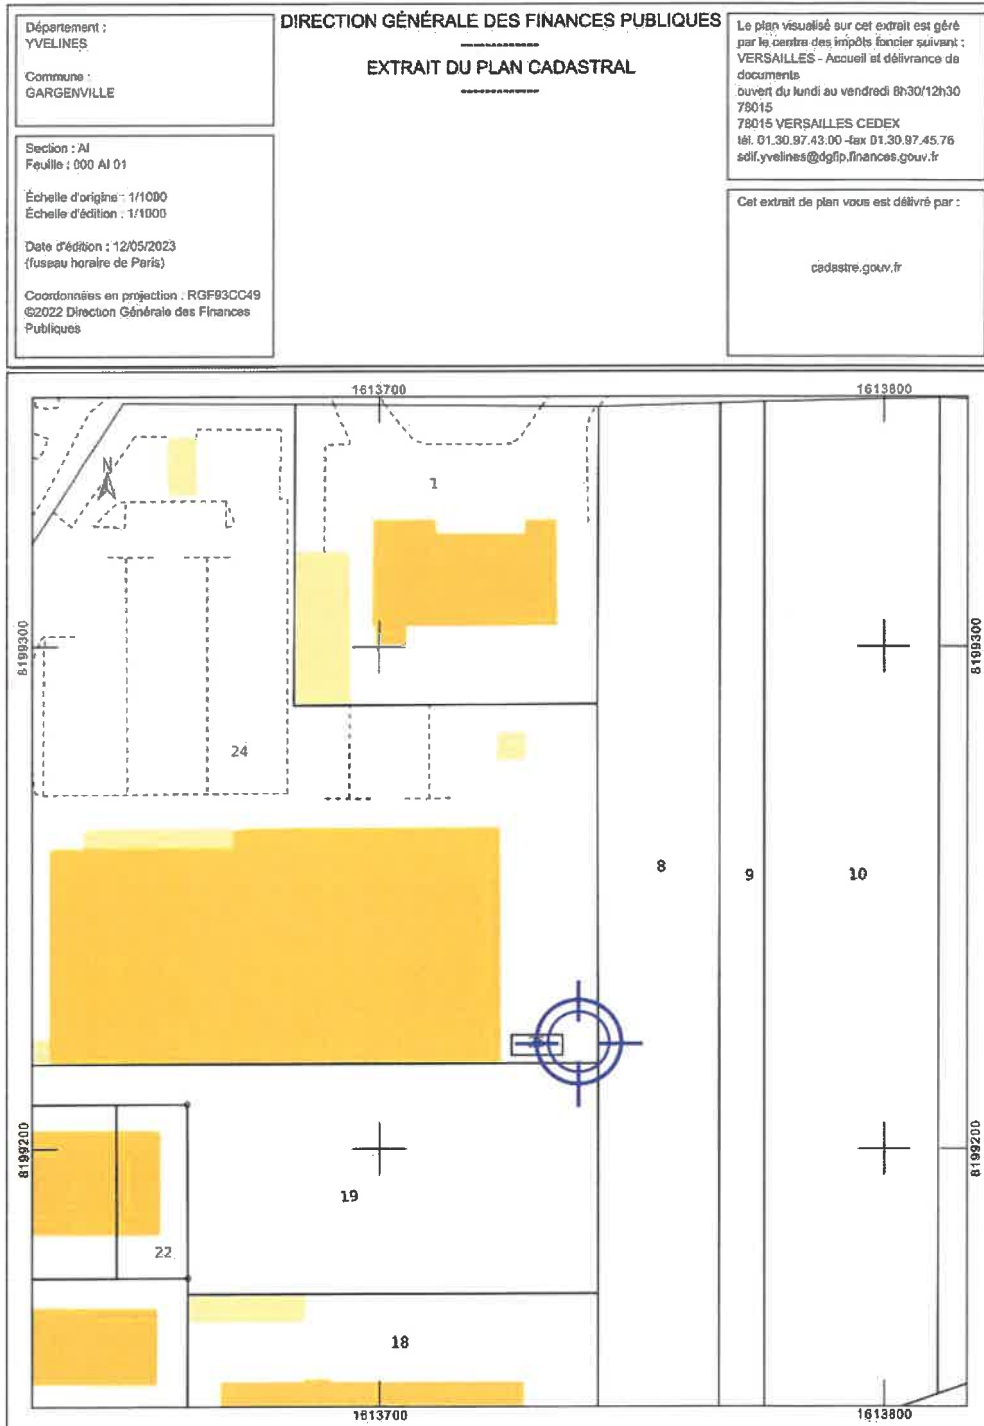 Département :
YVELINES
Commune :
GARGENVILLE
Section : AI
Feuille : 000 AI 01
Échelle d'origine : 1/1000
Échelle d'édition : 1/1000
Date d'édition : 12/05/2023
(fuseau horaire de Paris)
Coordonnées en projection : RGF93CC49
©2022 Direction Générale des Finances
Publiques
DIRECTION GÉNÉRALE DES FINANCES PUBLIQUES
EXTRAIT DU PLAN CADASTRAL
Le plan visualisé sur cet extrait est géré
par le centre des impôts foncier suivant :
VERSAILLES - Accueil et délivrance de
documents
ouvert du lundi au vendredi 8h30/12h30
78015
78015 VERSAILLES CEDEX
tél. 01.30.97.43.00 -fax 01.30.97.45.76
sdif.yvelines@dgfip.finances.gouv.fr
Cet extrait de plan vous est délivré par :
cadastre.gouv.fr
1613700
1613800
N
1
8199300
8199300
24
8
9
10
8199200
8199200
19
22
18
1613700
1613800